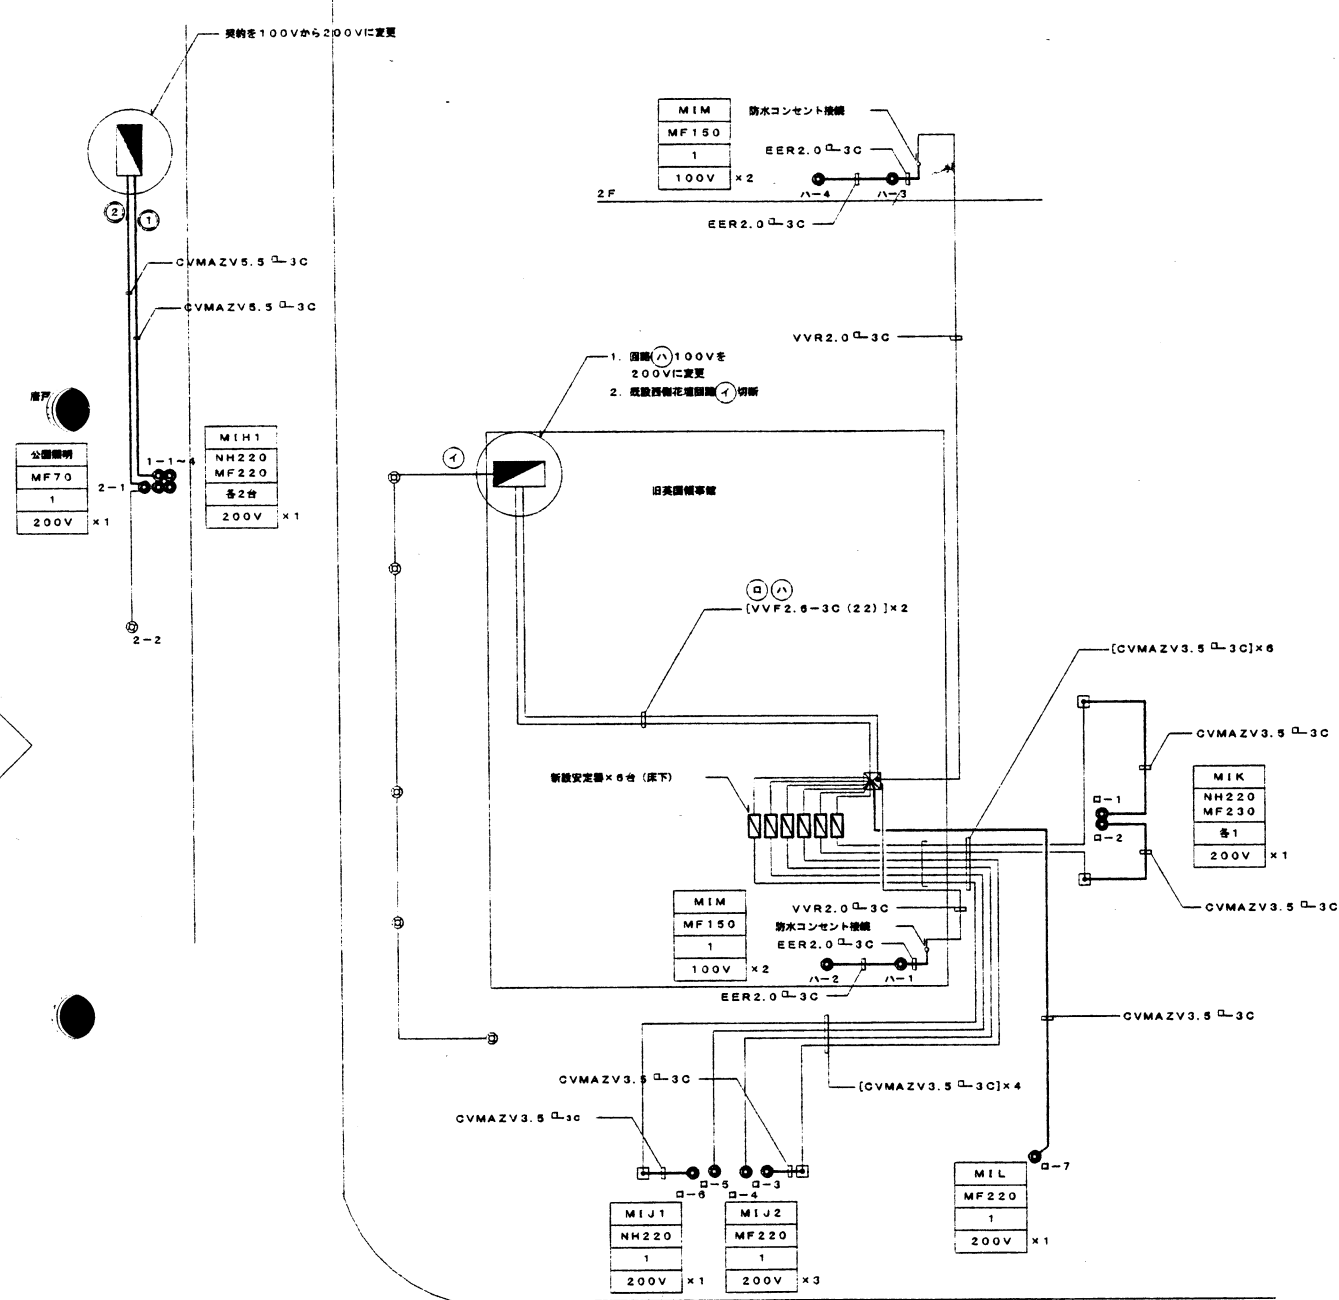 契約を100Vから200Vに変更
MIM
MF150
1
100V ×2
防水コンセント接続
EER2.0□-3C
ハ-4
ハ-3
2F
EER2.0□-3C
②
①
CVMAZV5.5□-3C
CVMAZV5.5□-3C
VVR2.0□-3C
1. 回路ハ100Vを
200Vに変更
2. 既設西側花壇回路イ切断
唐戸
公園照明
MF70
1
200V ×1
MIH1
NH220
MF220
各2台
200V ×1
1-1~4
2-1
2-2
イ
旧英国領事館
ロ ハ
[VVF2.6-3C(22)]×2
[CVMAZV3.5□-3C]×6
CVMAZV3.5□-3C
新設安定器×6台(床下)
MIK
NH220
MF230
各1
200V ×1
ロ-1
ロ-2
CVMAZV3.5□-3C
MIM
MF150
1
100V ×2
VVR2.0□-3C
防水コンセント接続
EER2.0□-3C
ハ-2
ハ-1
EER2.0□-3C
CVMAZV3.5□-3C
CVMAZV3.5□-3C
[CVMAZV3.5□-3C]×4
CVMAZV3.5□-3C
ロ-6
ロ-5
ロ-4
ロ-3
ロ-7
MIJ1
NH220
1
200V ×1
MIJ2
MF220
1
200V ×3
MIL
MF220
1
200V ×1